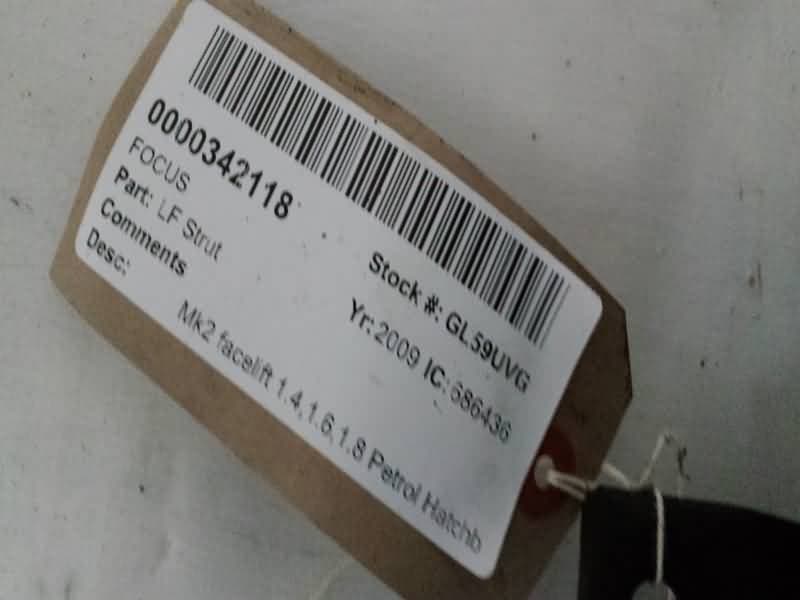 0000342118
FOCUS
Stock #: GL59UVG
Part: LF Strut
Yr: 2009 IC: 686436
Comments
Desc:
Mk2 facelift 1.4,1.6,1.8 Petrol Hatchb